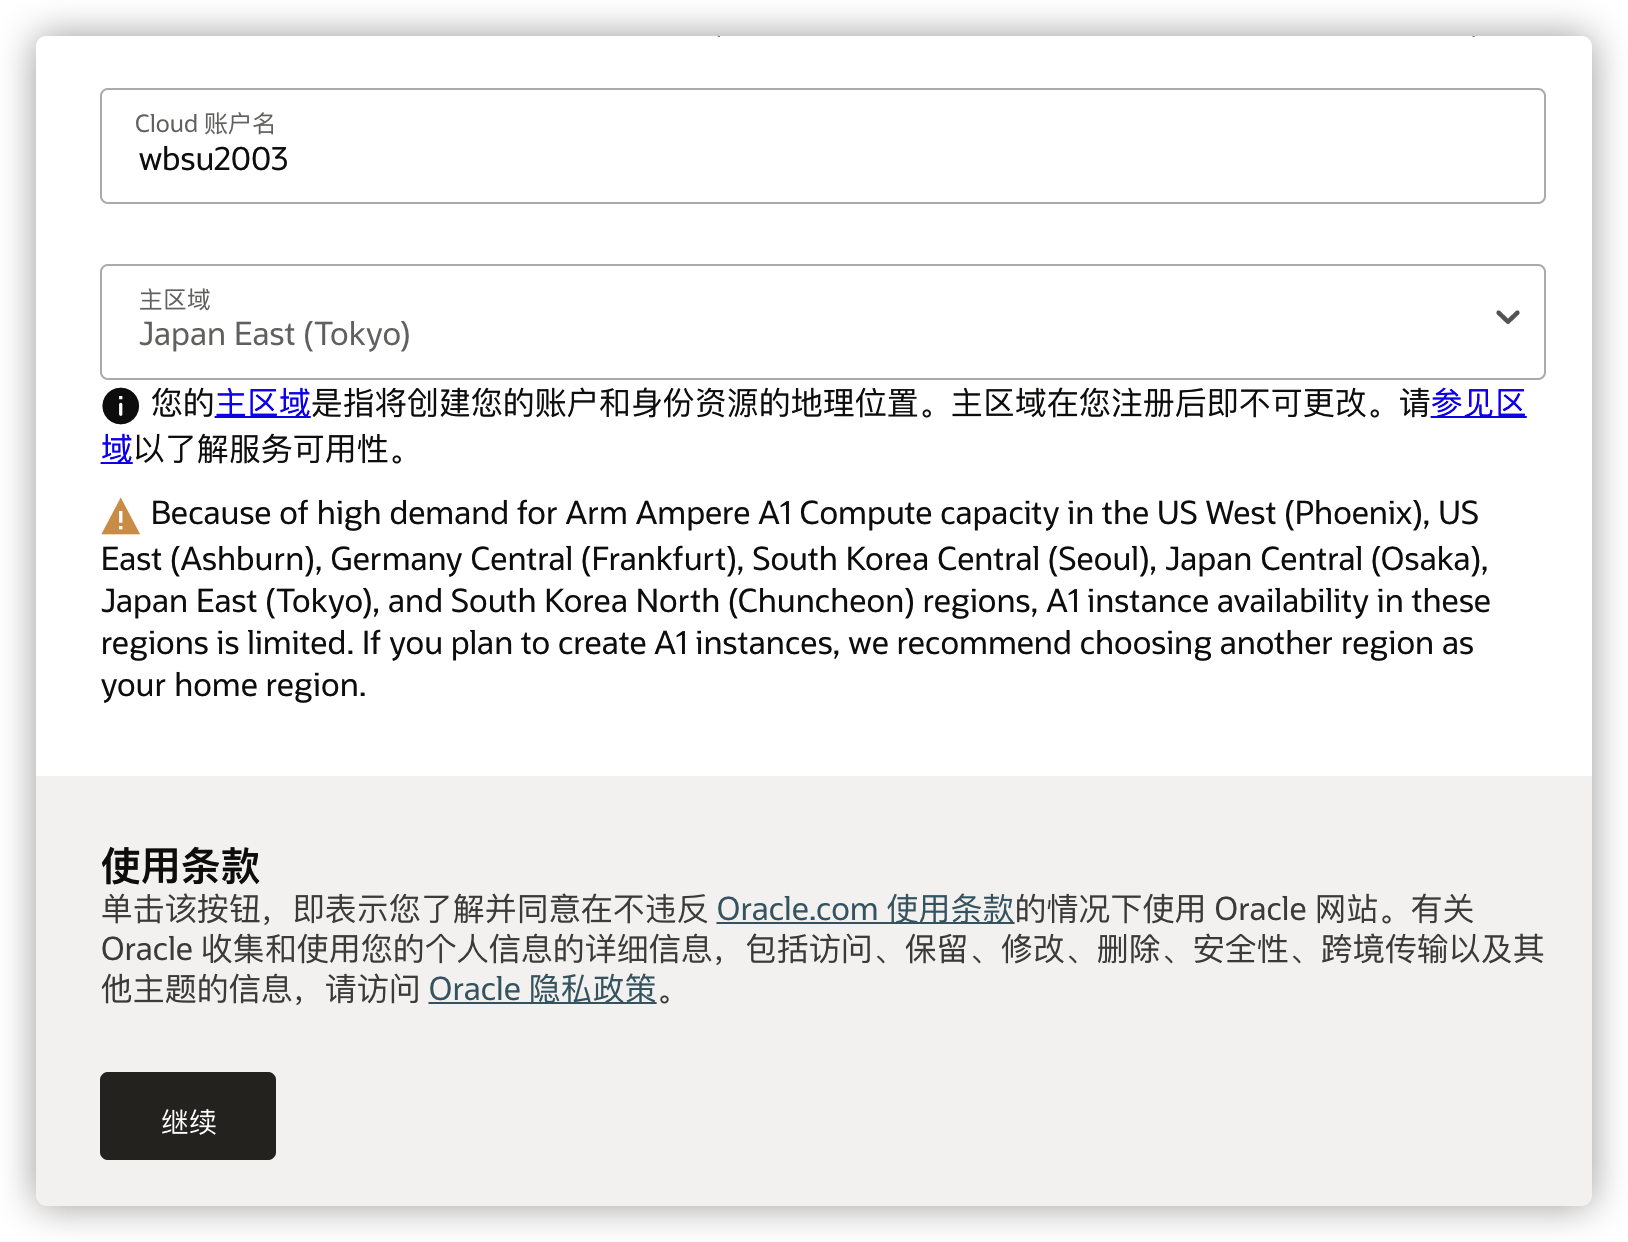 Cloud 账户名
wbsu2003
主区域
Japan East (Tokyo)
您的主区域是指将创建您的账户和身份资源的地理位置。主区域在您注册后即不可更改。请参见区
域以了解服务可用性。
Because of high demand for Arm Ampere A1 Compute capacity in the US West (Phoenix), US
East (Ashburn), Germany Central (Frankfurt), South Korea Central (Seoul), Japan Central (Osaka),
Japan East (Tokyo), and South Korea North (Chuncheon) regions, A1 instance availability in these
regions is limited. If you plan to create A1 instances, we recommend choosing another region as
your home region.
使用条款
单击该按钮，即表示您了解并同意在不违反 Oracle.com 使用条款的情况下使用 Oracle 网站。有关
Oracle 收集和使用您的个人信息的详细信息，包括访问、保留、修改、删除、安全性、跨境传输以及其
他主题的信息，请访问 Oracle 隐私政策。
继续